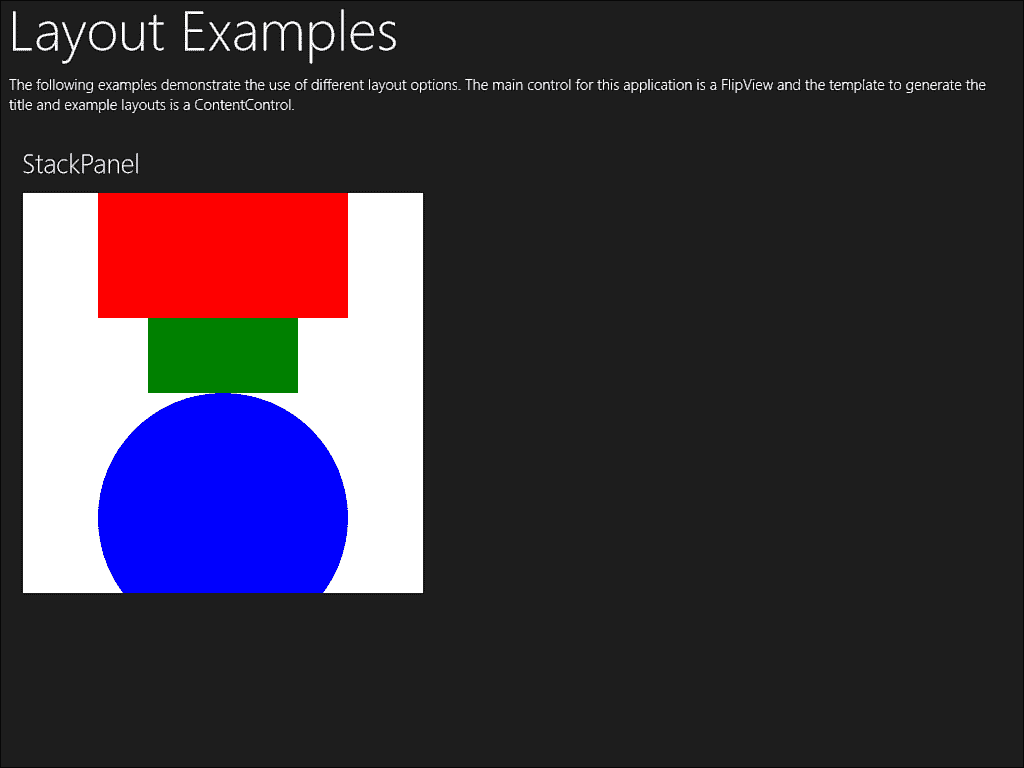 Layout Examples
The following examples demonstrate the use of different layout options. The main control for this application is a FlipView and the template to generate the
title and example layouts is a ContentControl.
StackPanel